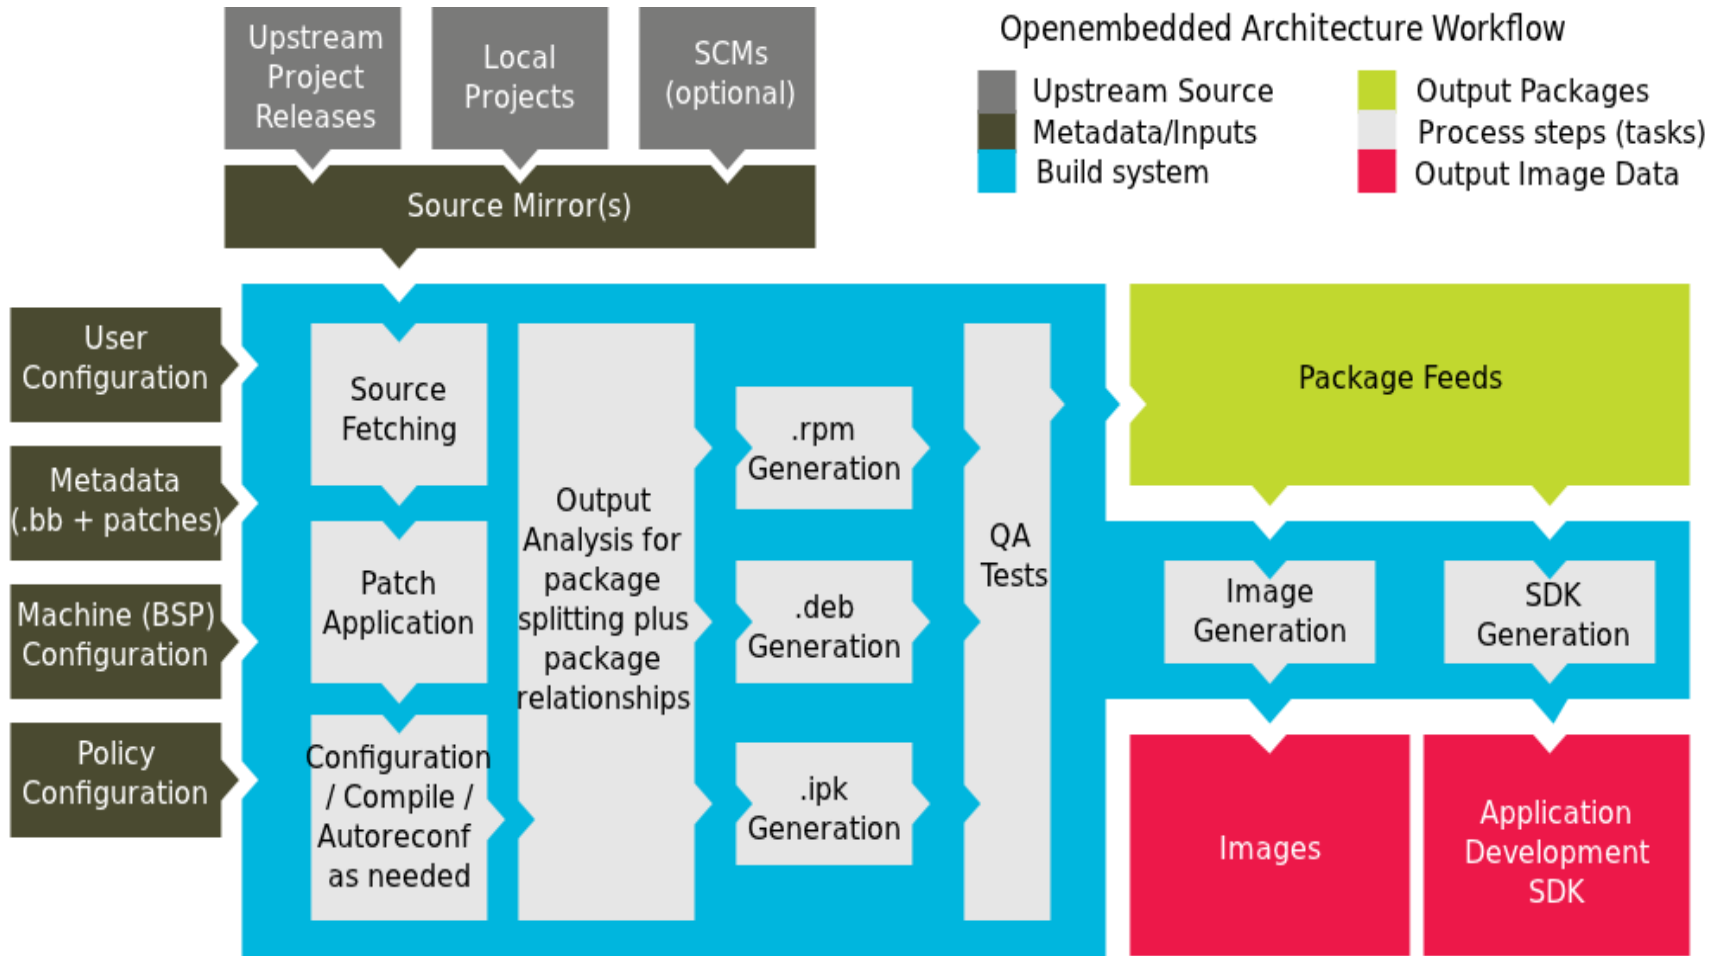 Upstream
Project
Releases
Local
Projects
SCMs
(optional)
Openembedded Architecture Workflow
Upstream Source
Metadata/Inputs
Build system
Output Packages
Process steps (tasks)
Output Image Data
Source Mirror(s)
User
Configuration
Metadata
(.bb + patches)
Machine (BSP)
Configuration
Policy
Configuration
Source
Fetching
Patch
Application
Configuration
/ Compile /
Autoreconf
as needed
Output
Analysis for
package
splitting plus
package
relationships
.rpm
Generation
.deb
Generation
.ipk
Generation
QA
Tests
Package Feeds
Image
Generation
SDK
Generation
Images
Application
Development
SDK